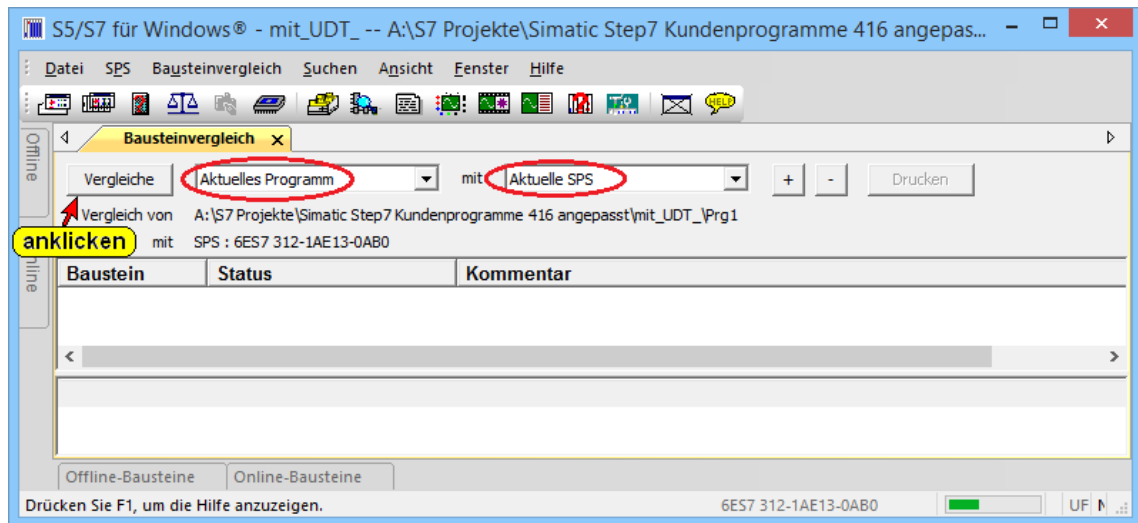 S5/S7 für Windows® - mit_UDT_ -- A:\S7 Projekte\Simatic Step7 Kundenprogramme 416 angepas...
Datei SPS Bausteinvergleich Suchen Ansicht Fenster Hilfe
HELP
Offline
Bausteinvergleich x
Vergleiche Aktuelles Programm mit Aktuelle SPS + - Drucken
Vergleich von A:\S7 Projekte\Simatic Step7 Kundenprogramme 416 angepasst\mit_UDT_\Prg1
anklicken mit SPS : 6ES7 312-1AE13-0AB0
Baustein Status Kommentar
Offline-Bausteine Online-Bausteine
Drücken Sie F1, um die Hilfe anzuzeigen. 6ES7 312-1AE13-0AB0 UF